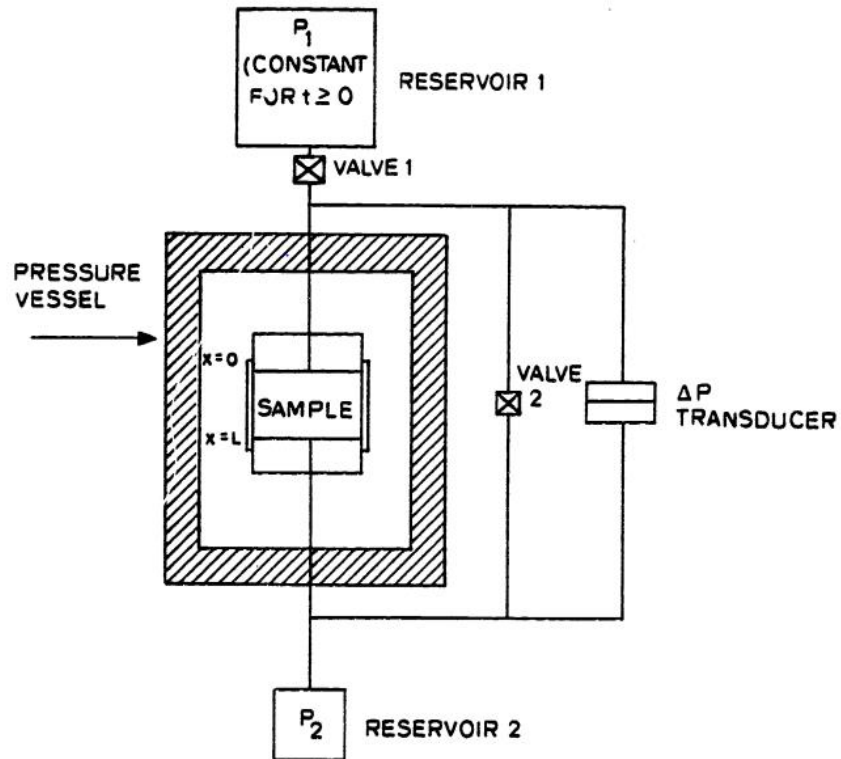 P1
(CONSTANT
FOR t ≥ 0
RESERVOIR 1
VALVE 1
PRESSURE
VESSEL
x=0
SAMPLE
x=L
VALVE
2
ΔP
TRANSDUCER
P2
RESERVOIR 2